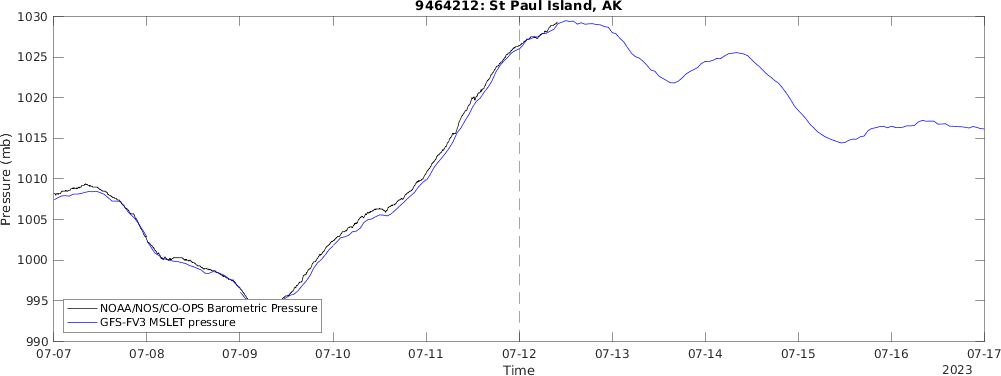 9464212: St Paul Island, AK
Pressure (mb)
1030
1025
1020
1015
1010
1005
1000
995
990
NOAA/NOS/CO-OPS Barometric Pressure
GFS-FV3 MSLET pressure
07-07 07-08 07-09 07-10 07-11 07-12 07-13 07-14 07-15 07-16 07-17
Time
2023